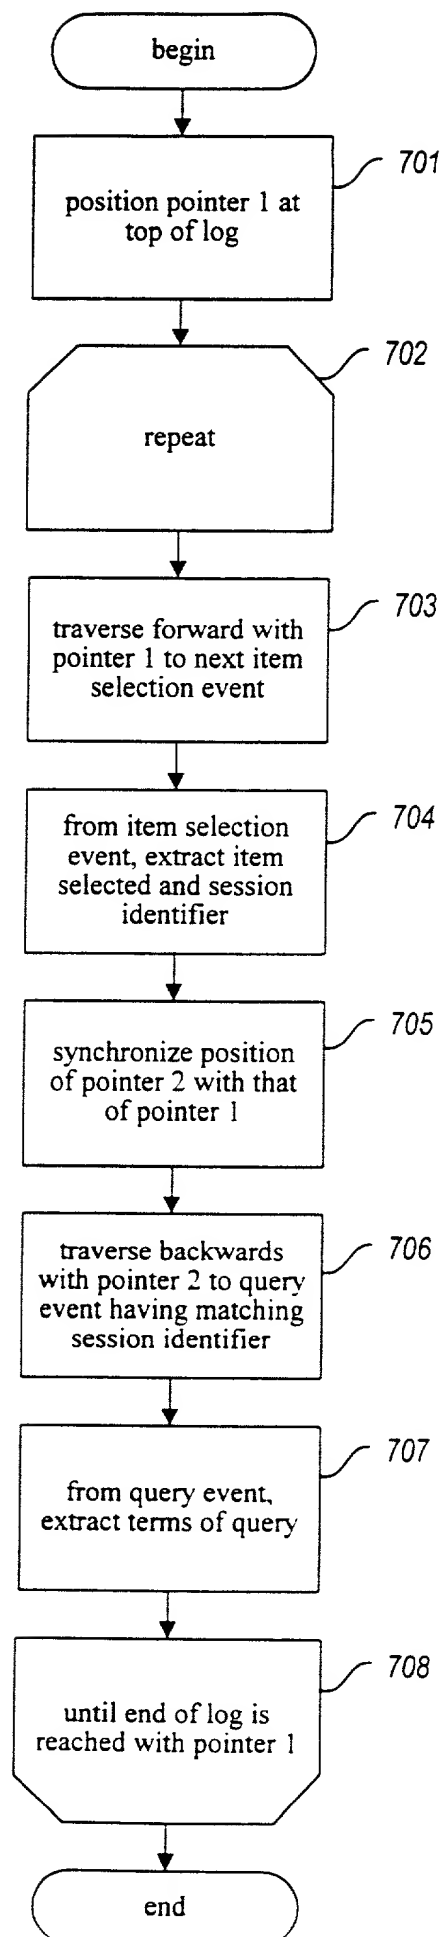 begin
701
position pointer 1 at
top of log
702
repeat
703
traverse forward with
pointer 1 to next item
selection event
704
from item selection
event, extract item
selected and session
identifier
705
synchronize position
of pointer 2 with that
of pointer 1
706
traverse backwards
with pointer 2 to query
event having matching
session identifier
707
from query event,
extract terms of query
708
until end of log is
reached with pointer 1
end